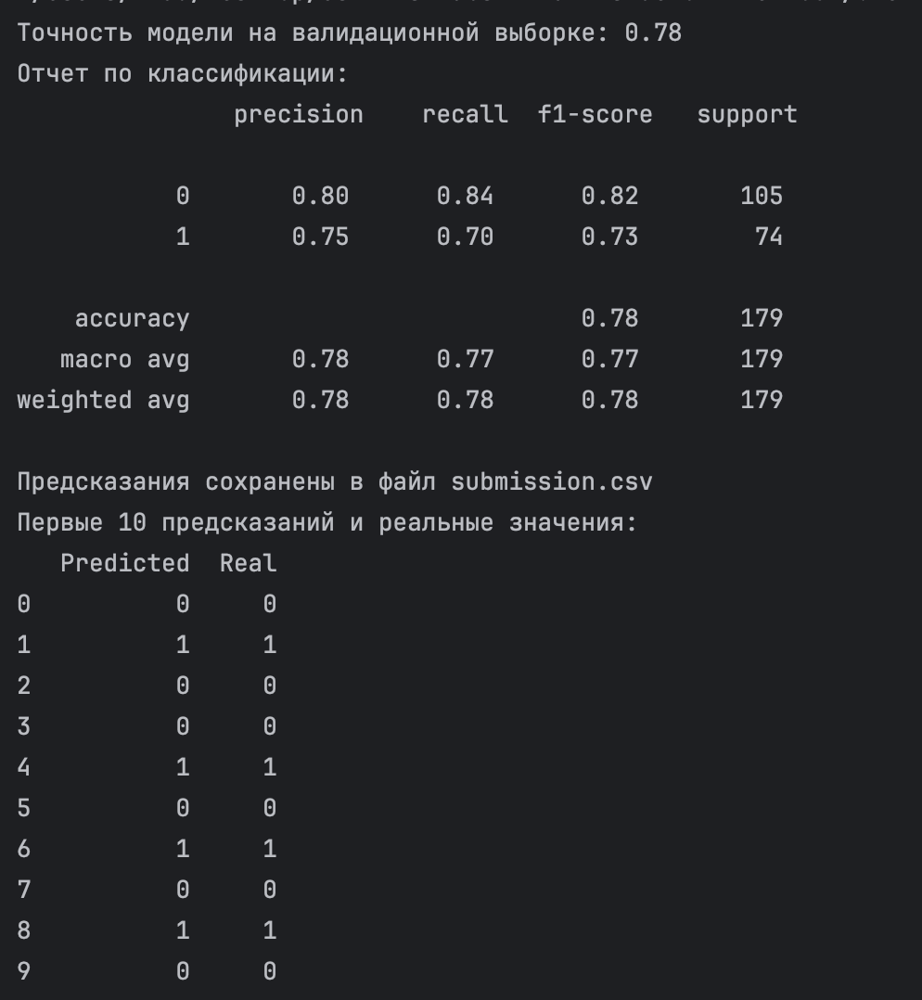 Точность модели на валидационной выборке: 0.78
Отчет по классификации:
precision    recall  f1-score   support
0       0.80      0.84      0.82       105
1       0.75      0.70      0.73        74
accuracy                           0.78       179
macro avg       0.78      0.77      0.77       179
weighted avg       0.78      0.78      0.78       179
Предсказания сохранены в файл submission.csv
Первые 10 предсказаний и реальные значения:
Predicted  Real
0          0     0
1          1     1
2          0     0
3          0     0
4          1     1
5          0     0
6          1     1
7          0     0
8          1     1
9          0     0